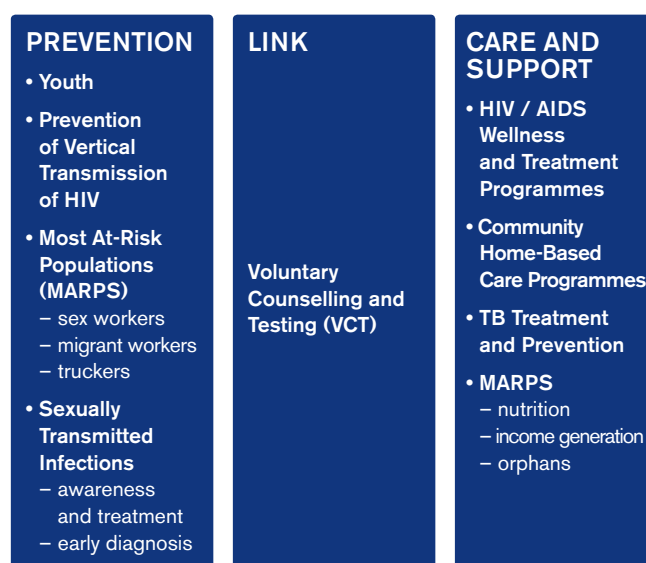 PREVENTION
• Youth
• Prevention
of Vertical
Transmission
of HIV
• Most At-Risk
Populations
(MARPS)
– sex workers
– migrant workers
– truckers
• Sexually
Transmitted
Infections
– awareness
and treatment
– early diagnosis
LINK
Voluntary
Counselling and
Testing (VCT)
CARE AND
SUPPORT
• HIV / AIDS
Wellness
and Treatment
Programmes
• Community
Home-Based
Care Programmes
• TB Treatment
and Prevention
• MARPS
– nutrition
– income generation
– orphans